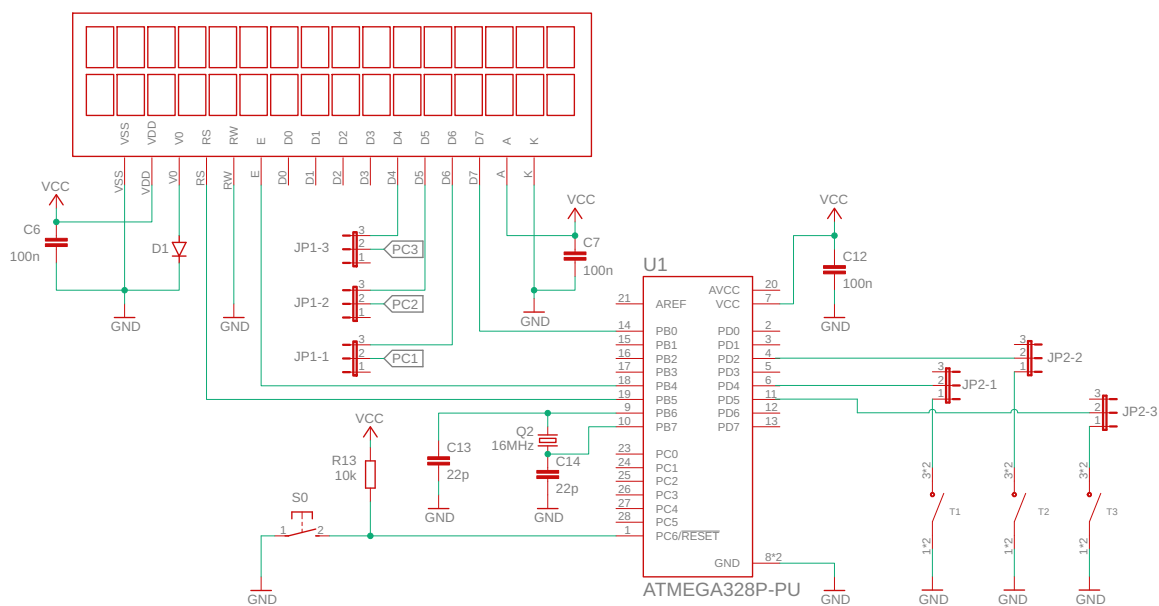 VSS VDD V0 RS RW E D0 D1 D2 D3 D4 D5 D6 D7 A K
VSS VDD V0 RS RW E D0 D1 D2 D3 D4 D5 D6 D7 A K
VCC
C6
100n
D1
GND
GND
JP1-3
3
2
1
PC3
JP1-2
3
2
1
PC2
JP1-1
3
2
1
PC1
VCC
C7
100n
GND
VCC
C12
100n
GND
U1
21 AREF
14 PB0
15 PB1
16 PB2
17 PB3
18 PB4
19 PB5
9 PB6
10 PB7
23 PC0
24 PC1
25 PC2
26 PC3
27 PC4
28 PC5
1 PC6/RESET
AVCC 20
VCC 7
PD0 2
PD1 3
PD2 4
PD3 5
PD4 6
PD5 11
PD6 12
PD7 13
GND 8*2
ATMEGA328P-PU
GND
VCC
R13
10k
S0
1 2
GND
C13
22p
GND
Q2
16MHz
C14
22p
GND
3
2
1
JP2-2
3
2
1
JP2-1
3
2
1
JP2-3
3*2
T1
1*2
GND
3*2
T2
1*2
GND
3*2
T3
1*2
GND